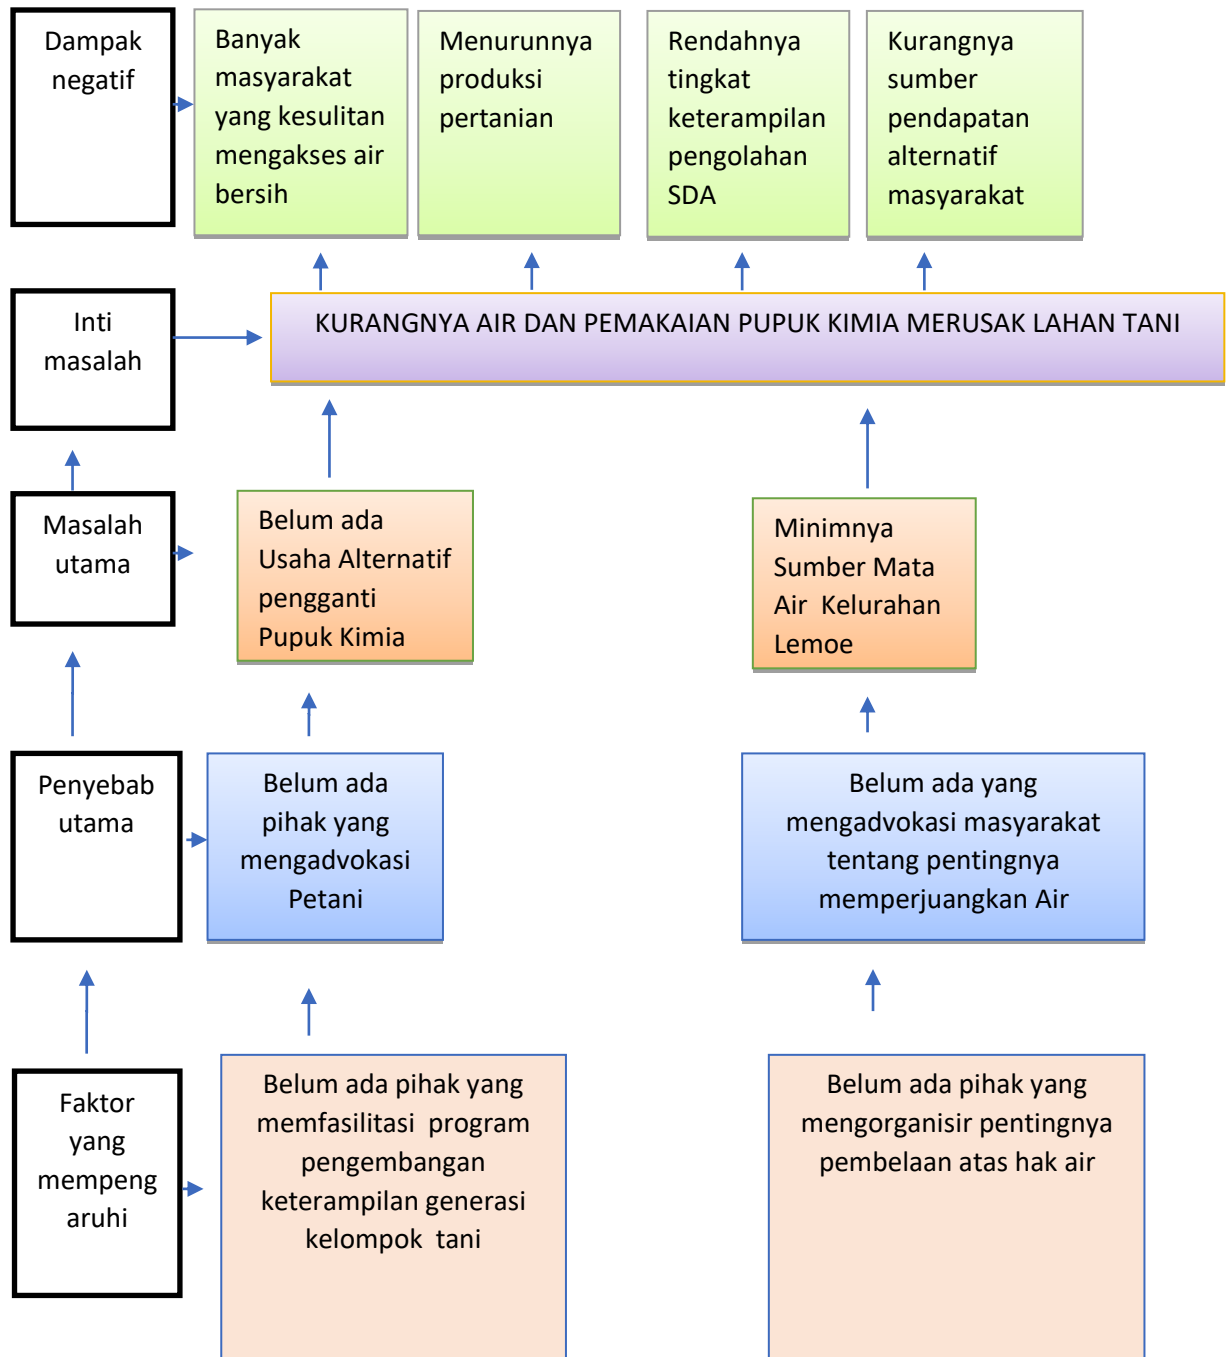 Dampak
negatif
Banyak
masyarakat
yang kesulitan
mengakses air
bersih
Menurunnya
produksi
pertanian
Rendahnya
tingkat
keterampilan
pengolahan
SDA
Kurangnya
sumber
pendapatan
alternatif
masyarakat
Inti
masalah
KURANGNYA AIR DAN PEMAKAIAN PUPUK KIMIA MERUSAK LAHAN TANI
Masalah
utama
Belum ada
Usaha Alternatif
pengganti
Pupuk Kimia
Minimnya
Sumber Mata
Air Kelurahan
Lemoe
Penyebab
utama
Belum ada
pihak yang
mengadvokasi
Petani
Belum ada yang
mengadvokasi masyarakat
tentang pentingnya
memperjuangkan Air
Faktor
yang
mempeng
aruhi
Belum ada pihak yang
memfasilitasi program
pengembangan
keterampilan generasi
kelompok tani
Belum ada pihak yang
mengorganisir pentingnya
pembelaan atas hak air